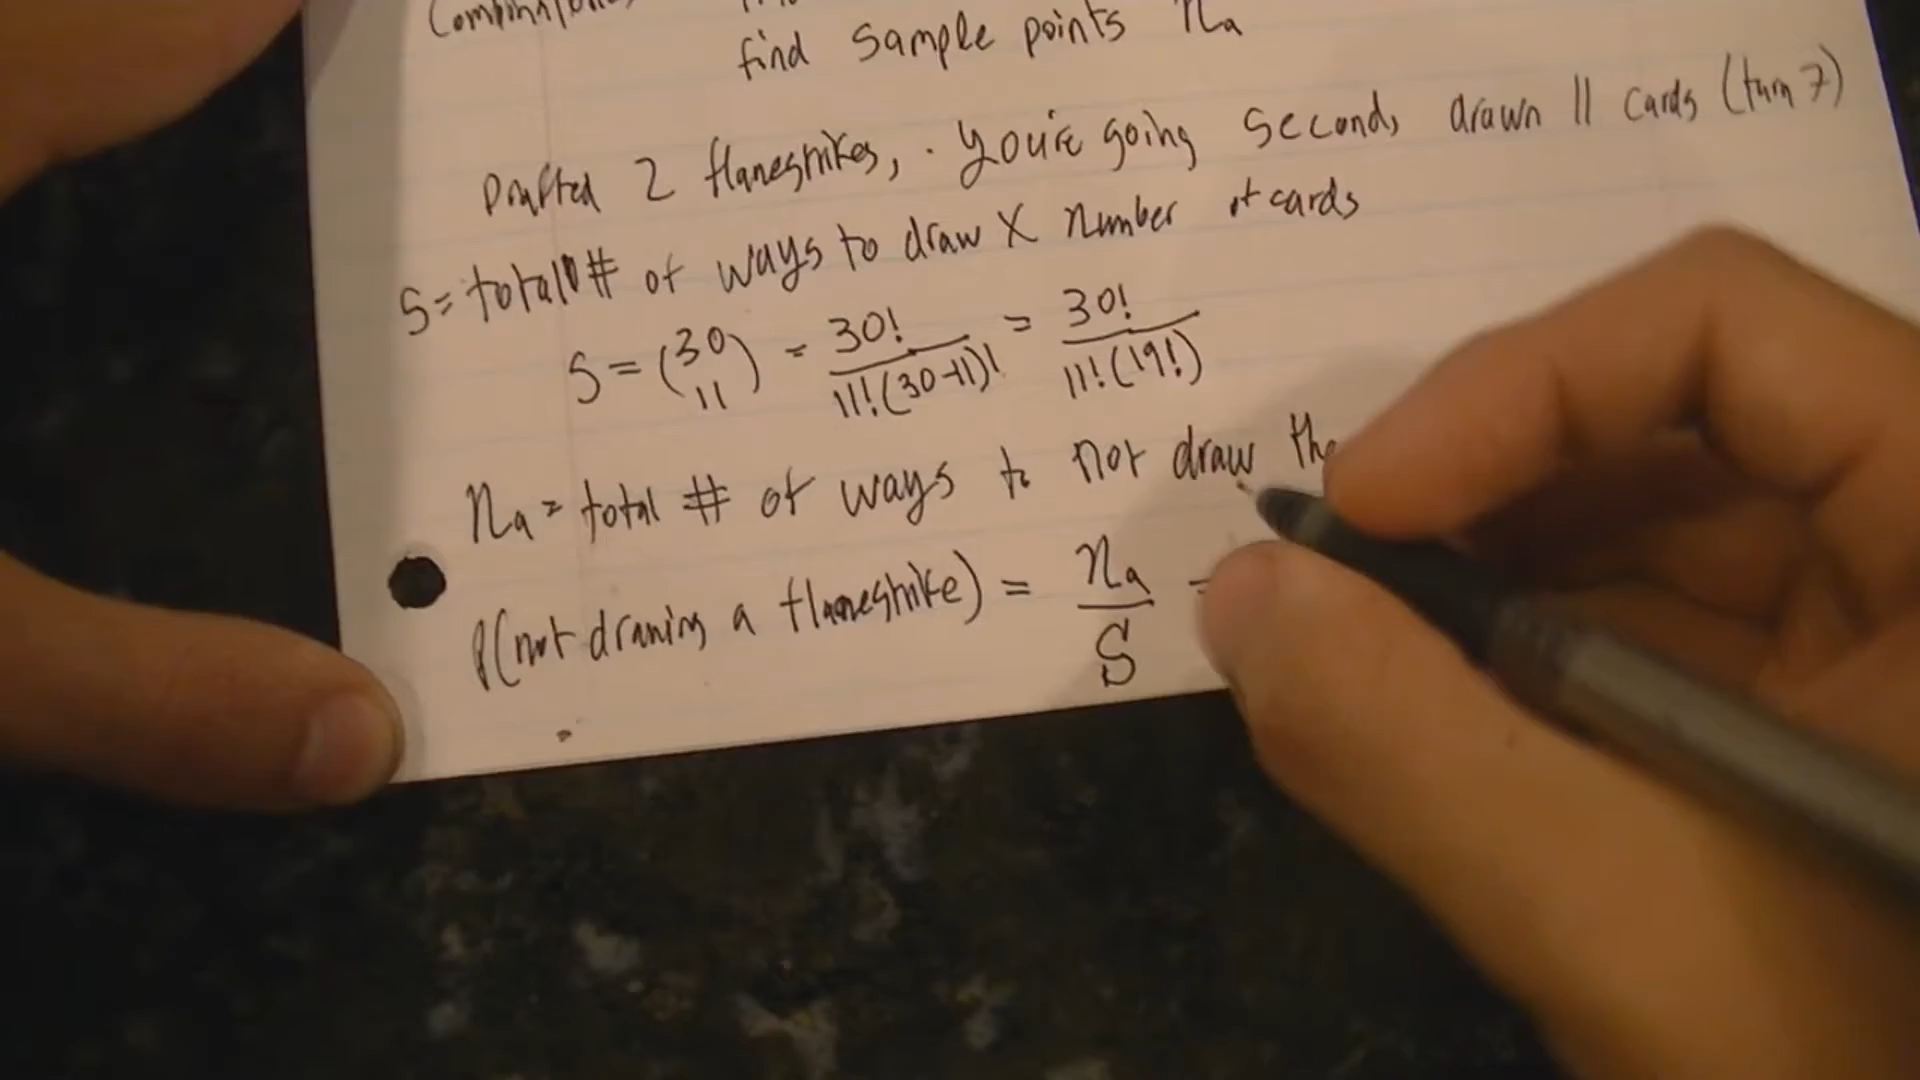 find sample points na
Drafted 2 flamestrikes, . You're going second, drawn 11 cards (turn 7)
S = total # of ways to draw X number of cards
S = (30 11) = 30! / 11!(30-11)! = 30! / 11!(19!)
na = total # of ways to not draw the
P(not drawing a flamestrike) = na / S =